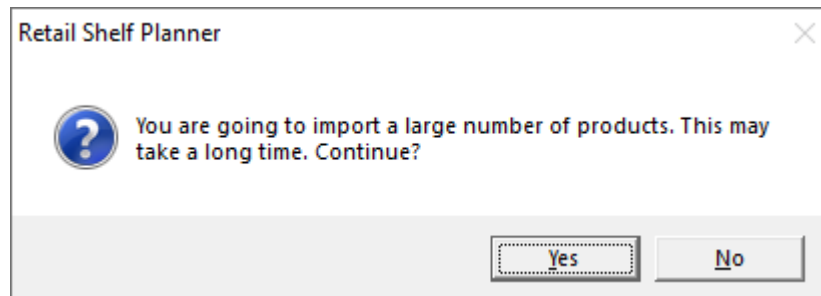 Retail Shelf Planner
You are going to import a large number of products. This may
take a long time. Continue?
Yes
No